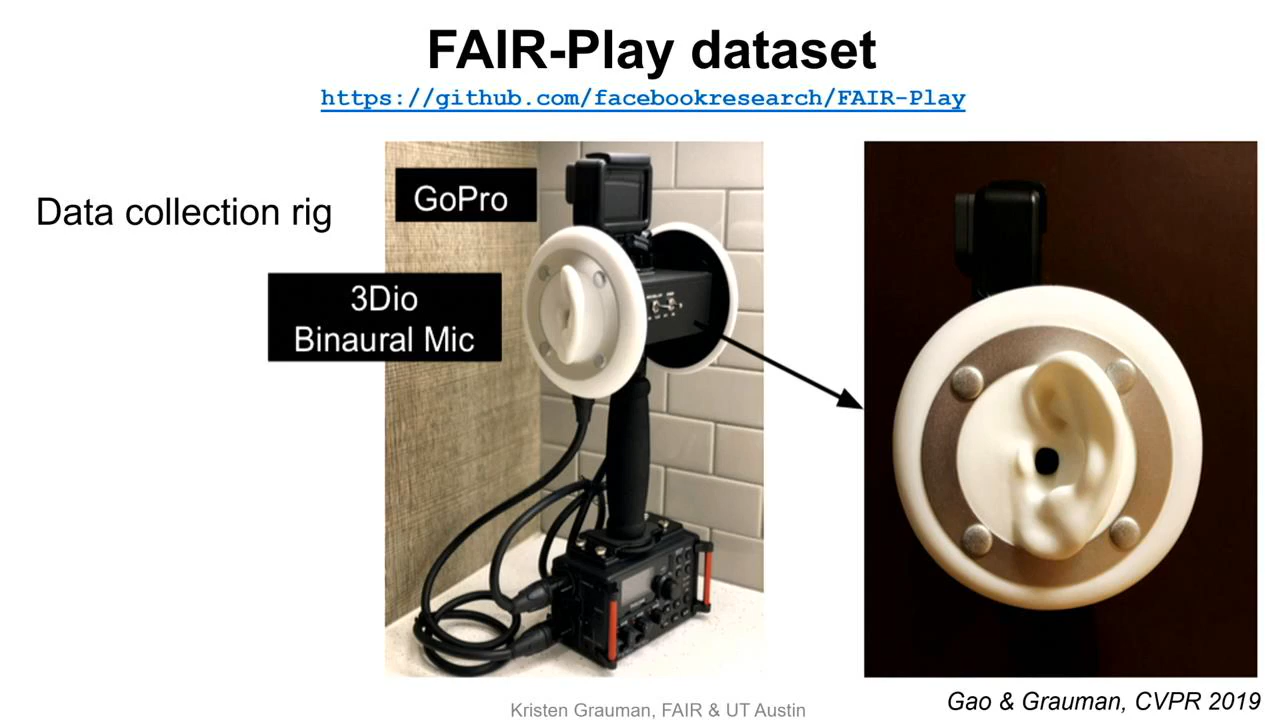 FAIR-Play dataset
https://github.com/facebookresearch/FAIR-Play
Data collection rig
GoPro
3Dio
Binaural Mic
Kristen Grauman, FAIR & UT Austin
Gao & Grauman, CVPR 2019